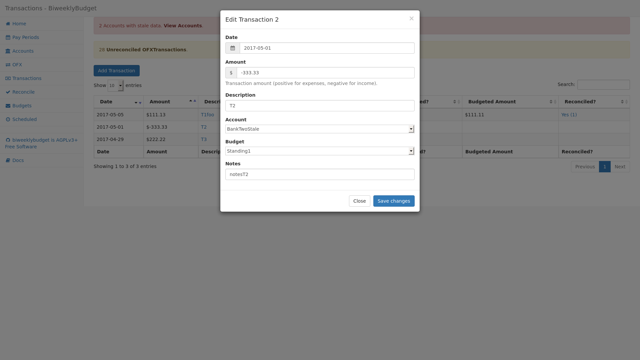 Transactions - BiweeklyBudget
Home
Pay Periods
Accounts
OFX
Transactions
Reconcile
Budgets
Scheduled
biweeklyBudget is AGPLv3+
Free Software
Docs
3 Accounts with stale data. View Accounts.
Unreconciled OFXTransactions
Add Transaction
Show 10 entries
Search:
Date Amount
Budgeted Amount Reconciled?
2017-05-05 $111.13 T1foo
$111.11 Yes (1)
2017-05-01 $-333.33 T2
2017-04-29 $222.22 T3
Date Amount
Budgeted Amount Reconciled?
Showing 1 to 3 of 3 entries
Previous 1 Next
Edit Transaction 2
×
Date
2017-05-01
Amount
$ -333.33
Transaction amount (positive for expenses, negative for income).
Description
T2
Account
BankTwoStale
Budget
Standing1
Notes
notesT2
Close Save changes